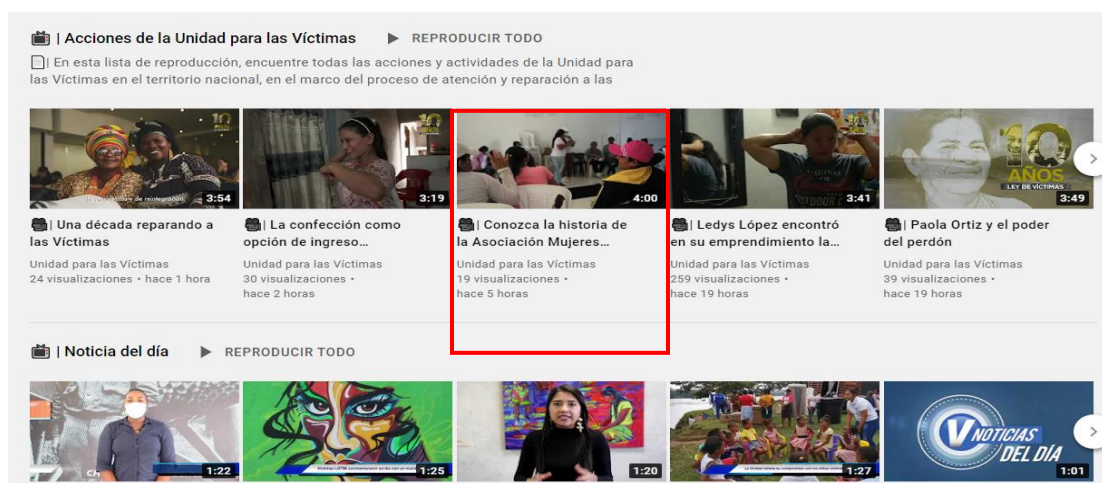 | Acciones de la Unidad para las Víctimas ▶ REPRODUCIR TODO
| En esta lista de reproducción, encuentre todas las acciones y actividades de la Unidad para
las Víctimas en el territorio nacional, en el marco del proceso de atención y reparación a las
10
AÑOS
3:54
10
AÑOS
3:19
4:00
10
3:41
10
AÑOS
LEY DE VÍCTIMAS
3:49
| Una década reparando a
las Víctimas
Unidad para las Víctimas
24 visualizaciones • hace 1 hora
| La confección como
opción de ingreso...
Unidad para las Víctimas
30 visualizaciones •
hace 2 horas
| Conozca la historia de
la Asociación Mujeres...
Unidad para las Víctimas
19 visualizaciones •
hace 5 horas
| Ledys López encontró
en su emprendimiento la...
Unidad para las Víctimas
259 visualizaciones •
hace 19 horas
| Paola Ortiz y el poder
del perdón
Unidad para las Víctimas
39 visualizaciones •
hace 19 horas
| Noticia del día ▶ REPRODUCIR TODO
1:22
1:25
1:20
1:27
V NOTICIAS
DEL DÍA
1:01